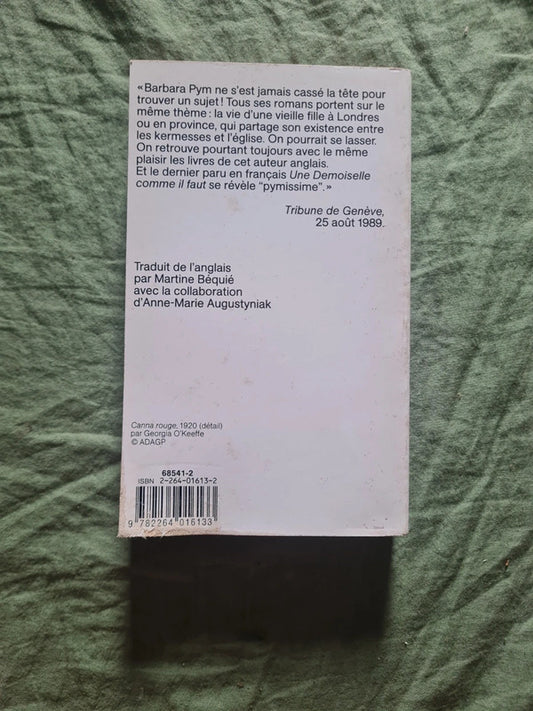 « Barbara Pym ne s'est jamais cassé la tête pour
trouver un sujet ! Tous ses romans portent sur le
même thème : la vie d'une vieille fille à Londres
ou en province, qui partage son existence entre
les kermesses et l'église. On pourrait se lasser.
On retrouve pourtant toujours avec le même
plaisir les livres de cet auteur anglais.
Et le dernier paru en français Une Demoiselle
comme il faut se révèle "pymissime". »
Tribune de Genève,
25 août 1989.
Traduit de l'anglais
par Martine Béquié
avec la collaboration
d'Anne-Marie Augustyniak
Canna rouge, 1920 (détail)
par Georgia O'Keeffe
© ADAGP
68541-2
ISBN 2-264-01613-2
9 782264 016133